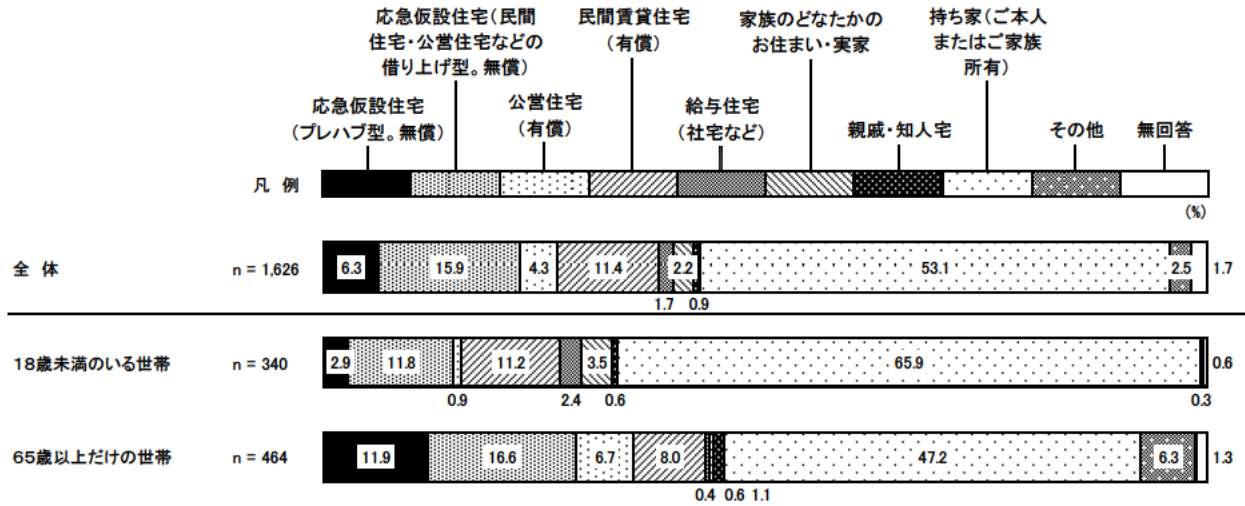 応急仮設住宅(民間
住宅・公営住宅などの
借り上げ型。無償)
民間賃貸住宅
(有償)
家族のどなたかの
お住まい・実家
持ち家(ご本人
またはご家族
所有)
応急仮設住宅
(プレハブ型。無償)
公営住宅
(有償)
給与住宅
(社宅など)
親戚・知人宅
その他
無回答
凡 例
(%)
全 体
n = 1,626
6.3
15.9
4.3
11.4
2.2
53.1
2.5
1.7
1.7
0.9
18歳未満のいる世帯
n = 340
2.9
11.8
11.2
3.5
65.9
0.6
0.9
2.4
0.6
0.3
65歳以上だけの世帯
n = 464
11.9
16.6
6.7
8.0
47.2
6.3
1.3
0.4
0.6
1.1